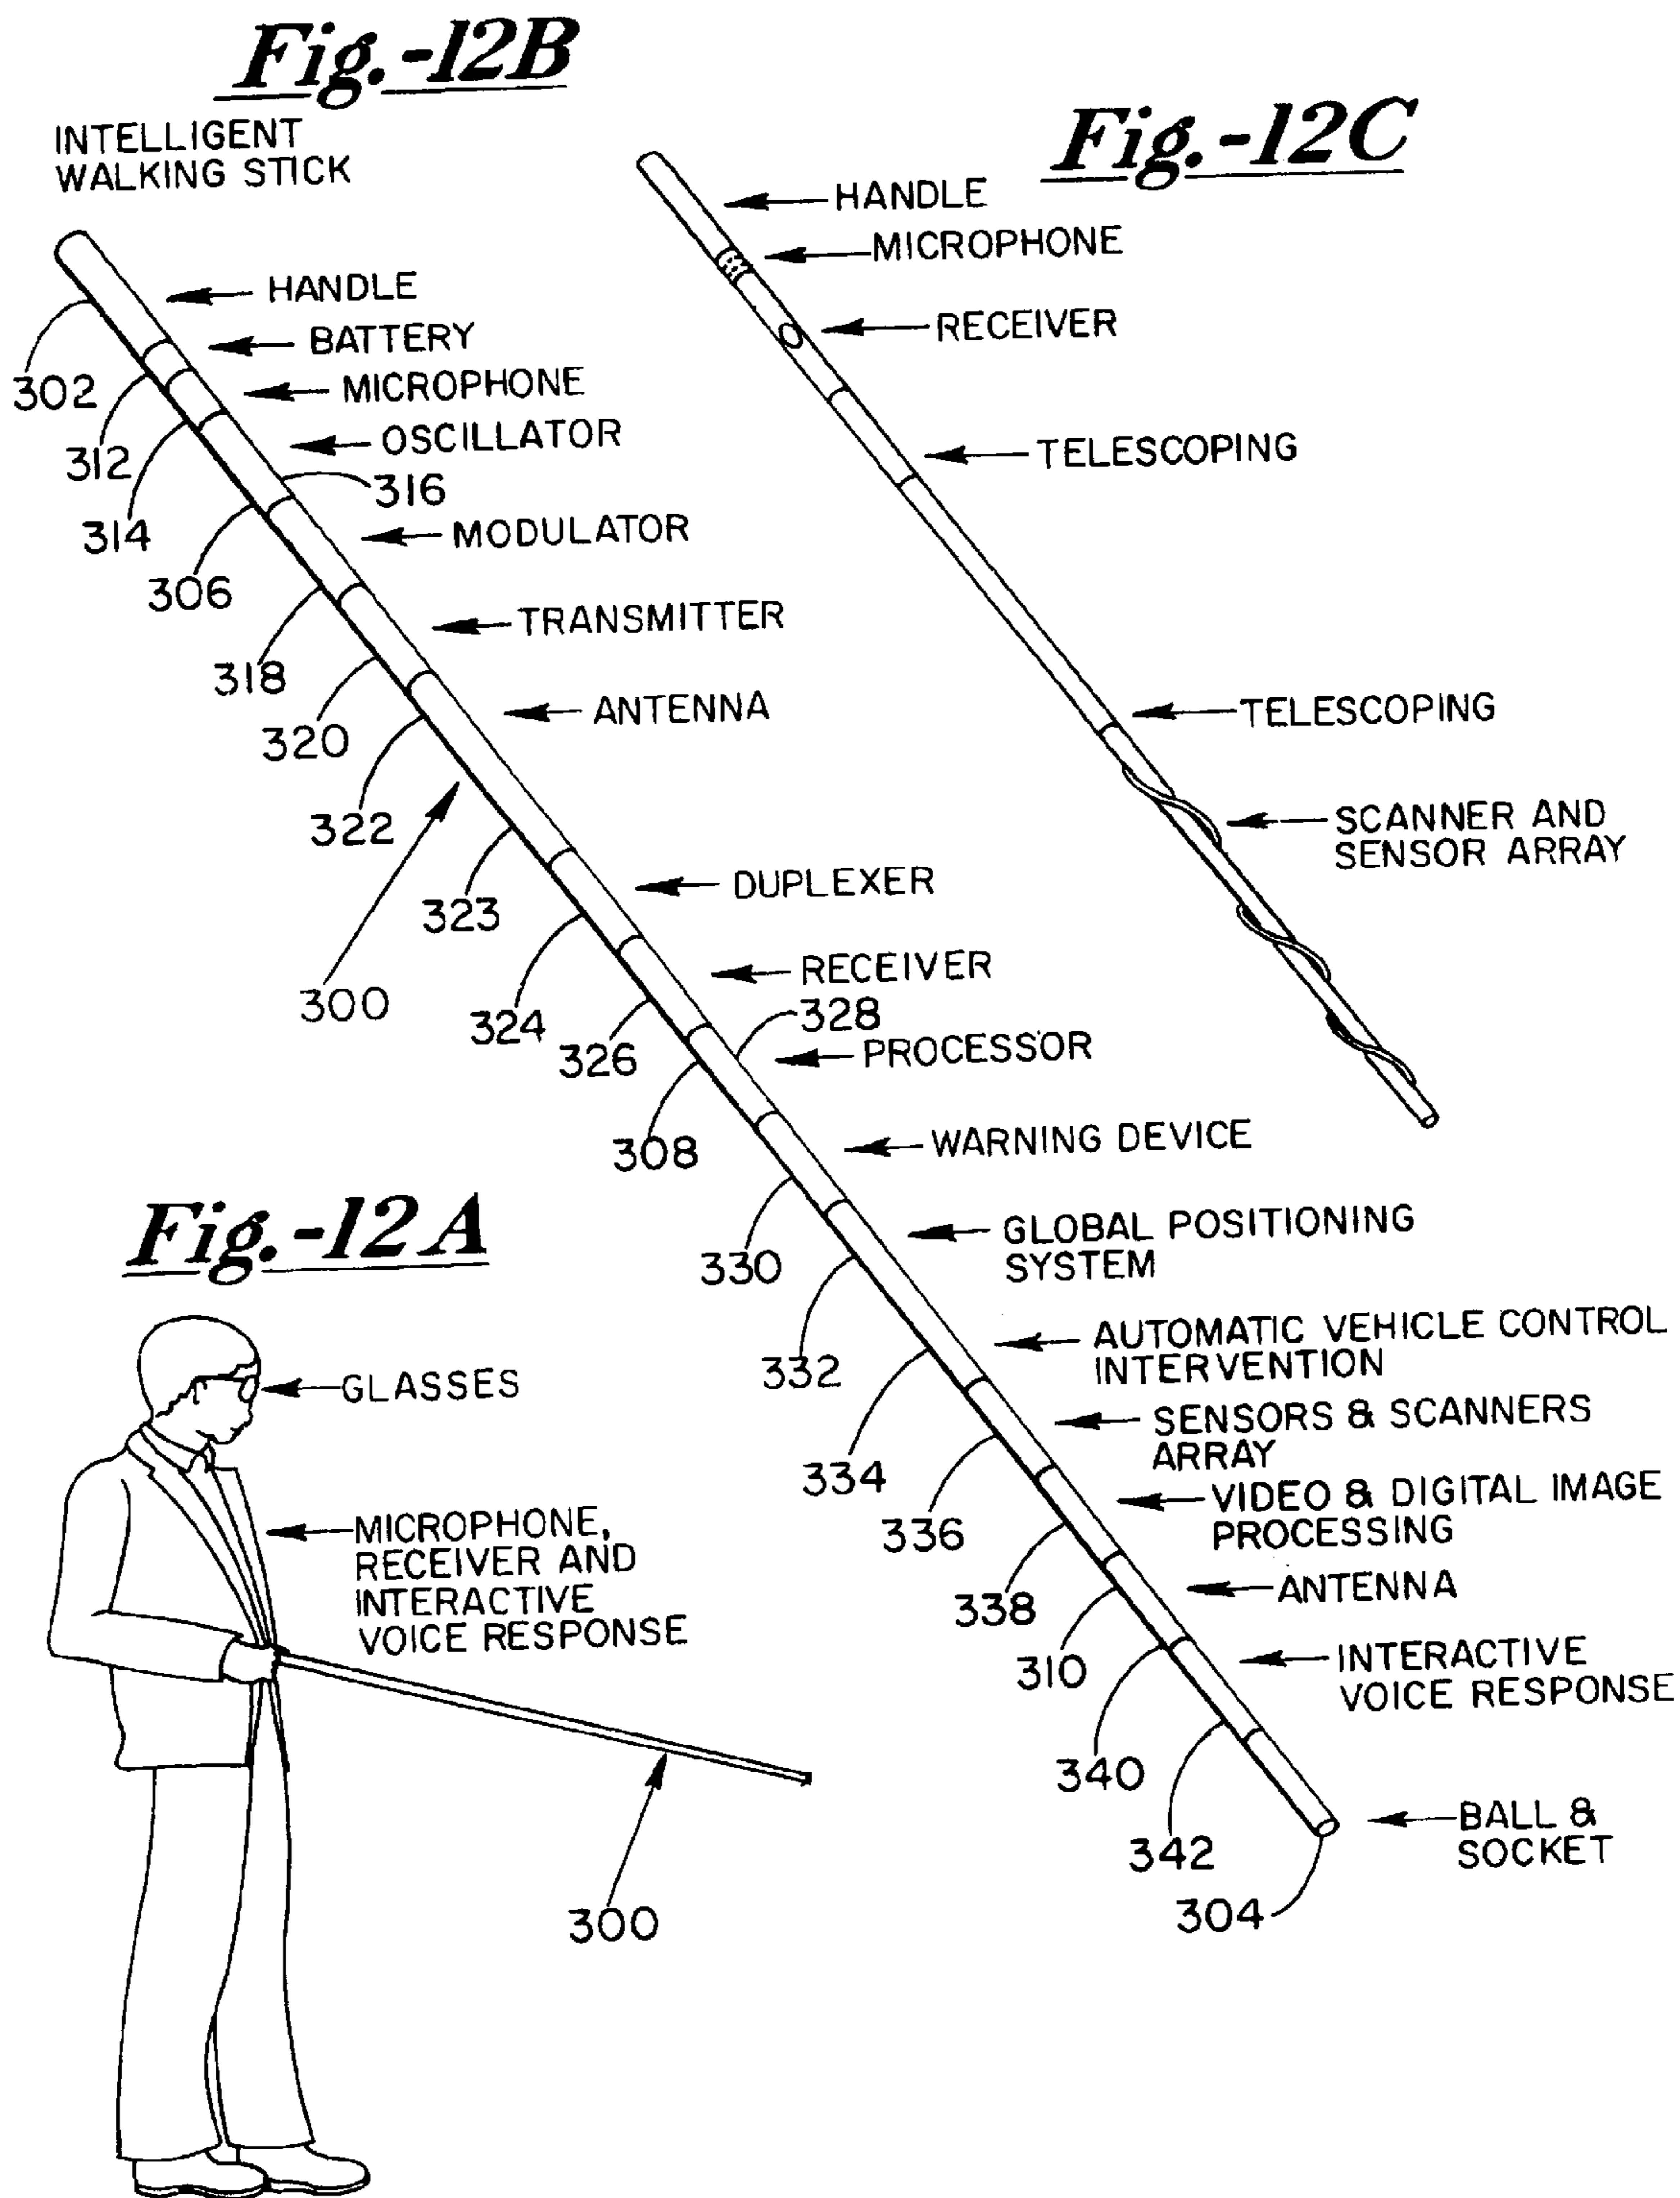 Fig.-12B
INTELLIGENT
WALKING STICK
HANDLE
BATTERY
MICROPHONE
OSCILLATOR
MODULATOR
TRANSMITTER
ANTENNA
DUPLEXER
RECEIVER
PROCESSOR
WARNING DEVICE
GLOBAL POSITIONING
SYSTEM
AUTOMATIC VEHICLE CONTROL
INTERVENTION
SENSORS & SCANNERS
ARRAY
VIDEO & DIGITAL IMAGE
PROCESSING
ANTENNA
INTERACTIVE
VOICE RESPONSE
BALL &
SOCKET
302
312
314
316
306
318
320
322
323
300
324
326
328
308
330
332
334
336
338
310
340
342
304
Fig.-12C
HANDLE
MICROPHONE
RECEIVER
TELESCOPING
TELESCOPING
SCANNER AND
SENSOR ARRAY
Fig.-12A
GLASSES
MICROPHONE,
RECEIVER AND
INTERACTIVE
VOICE RESPONSE
300